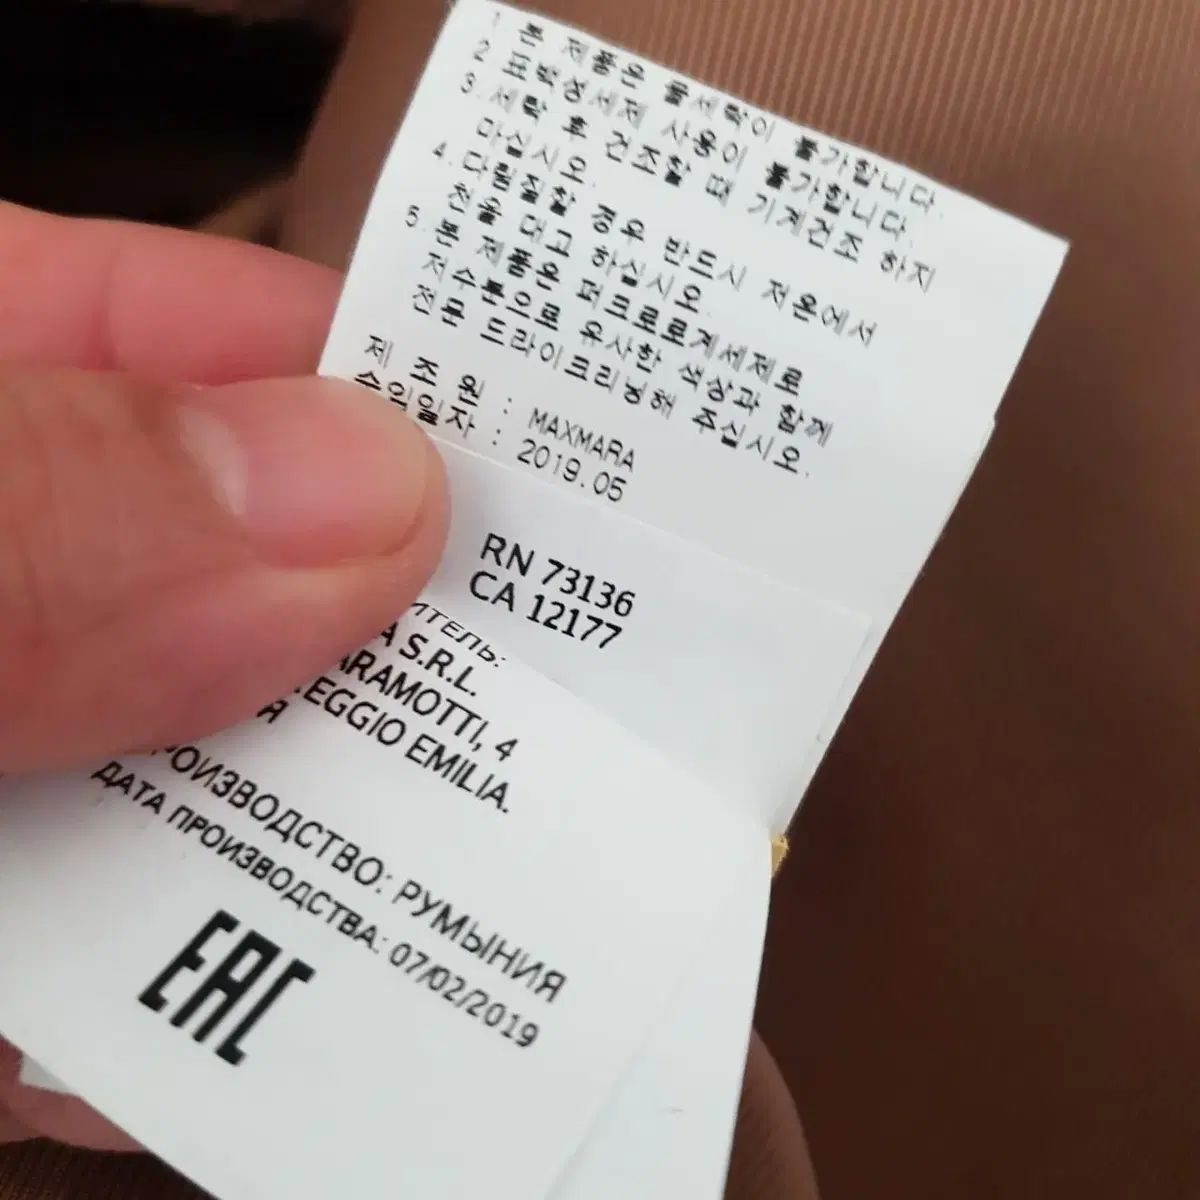 1. 본 제품은 물세탁이 불가합니다.
2. 표백성세제 사용이 불가합니다.
3. 세탁 후 건조할 때 기계건조 하지
마십시오.
4. 다림질할 경우 반드시 저온에서
천을 대고 하십시오.
5. 본 제품은 퍼크로로계세제로
저수분으로 유사한 색상과 함께
전문 드라이크리닝해 주십시오.
제 조 원 : MAXMARA
수입일자 : 2019.05
RN 73136
CA 12177
ИТЕЛЬ:
A S.R.L.
ARAMOTTI, 4
EGGIO EMILIA.
Я
РОИЗВОДСТВО: РУМЫНИЯ
ДАТА ПРОИЗВОДСТВА: 07/02/2019
EAC